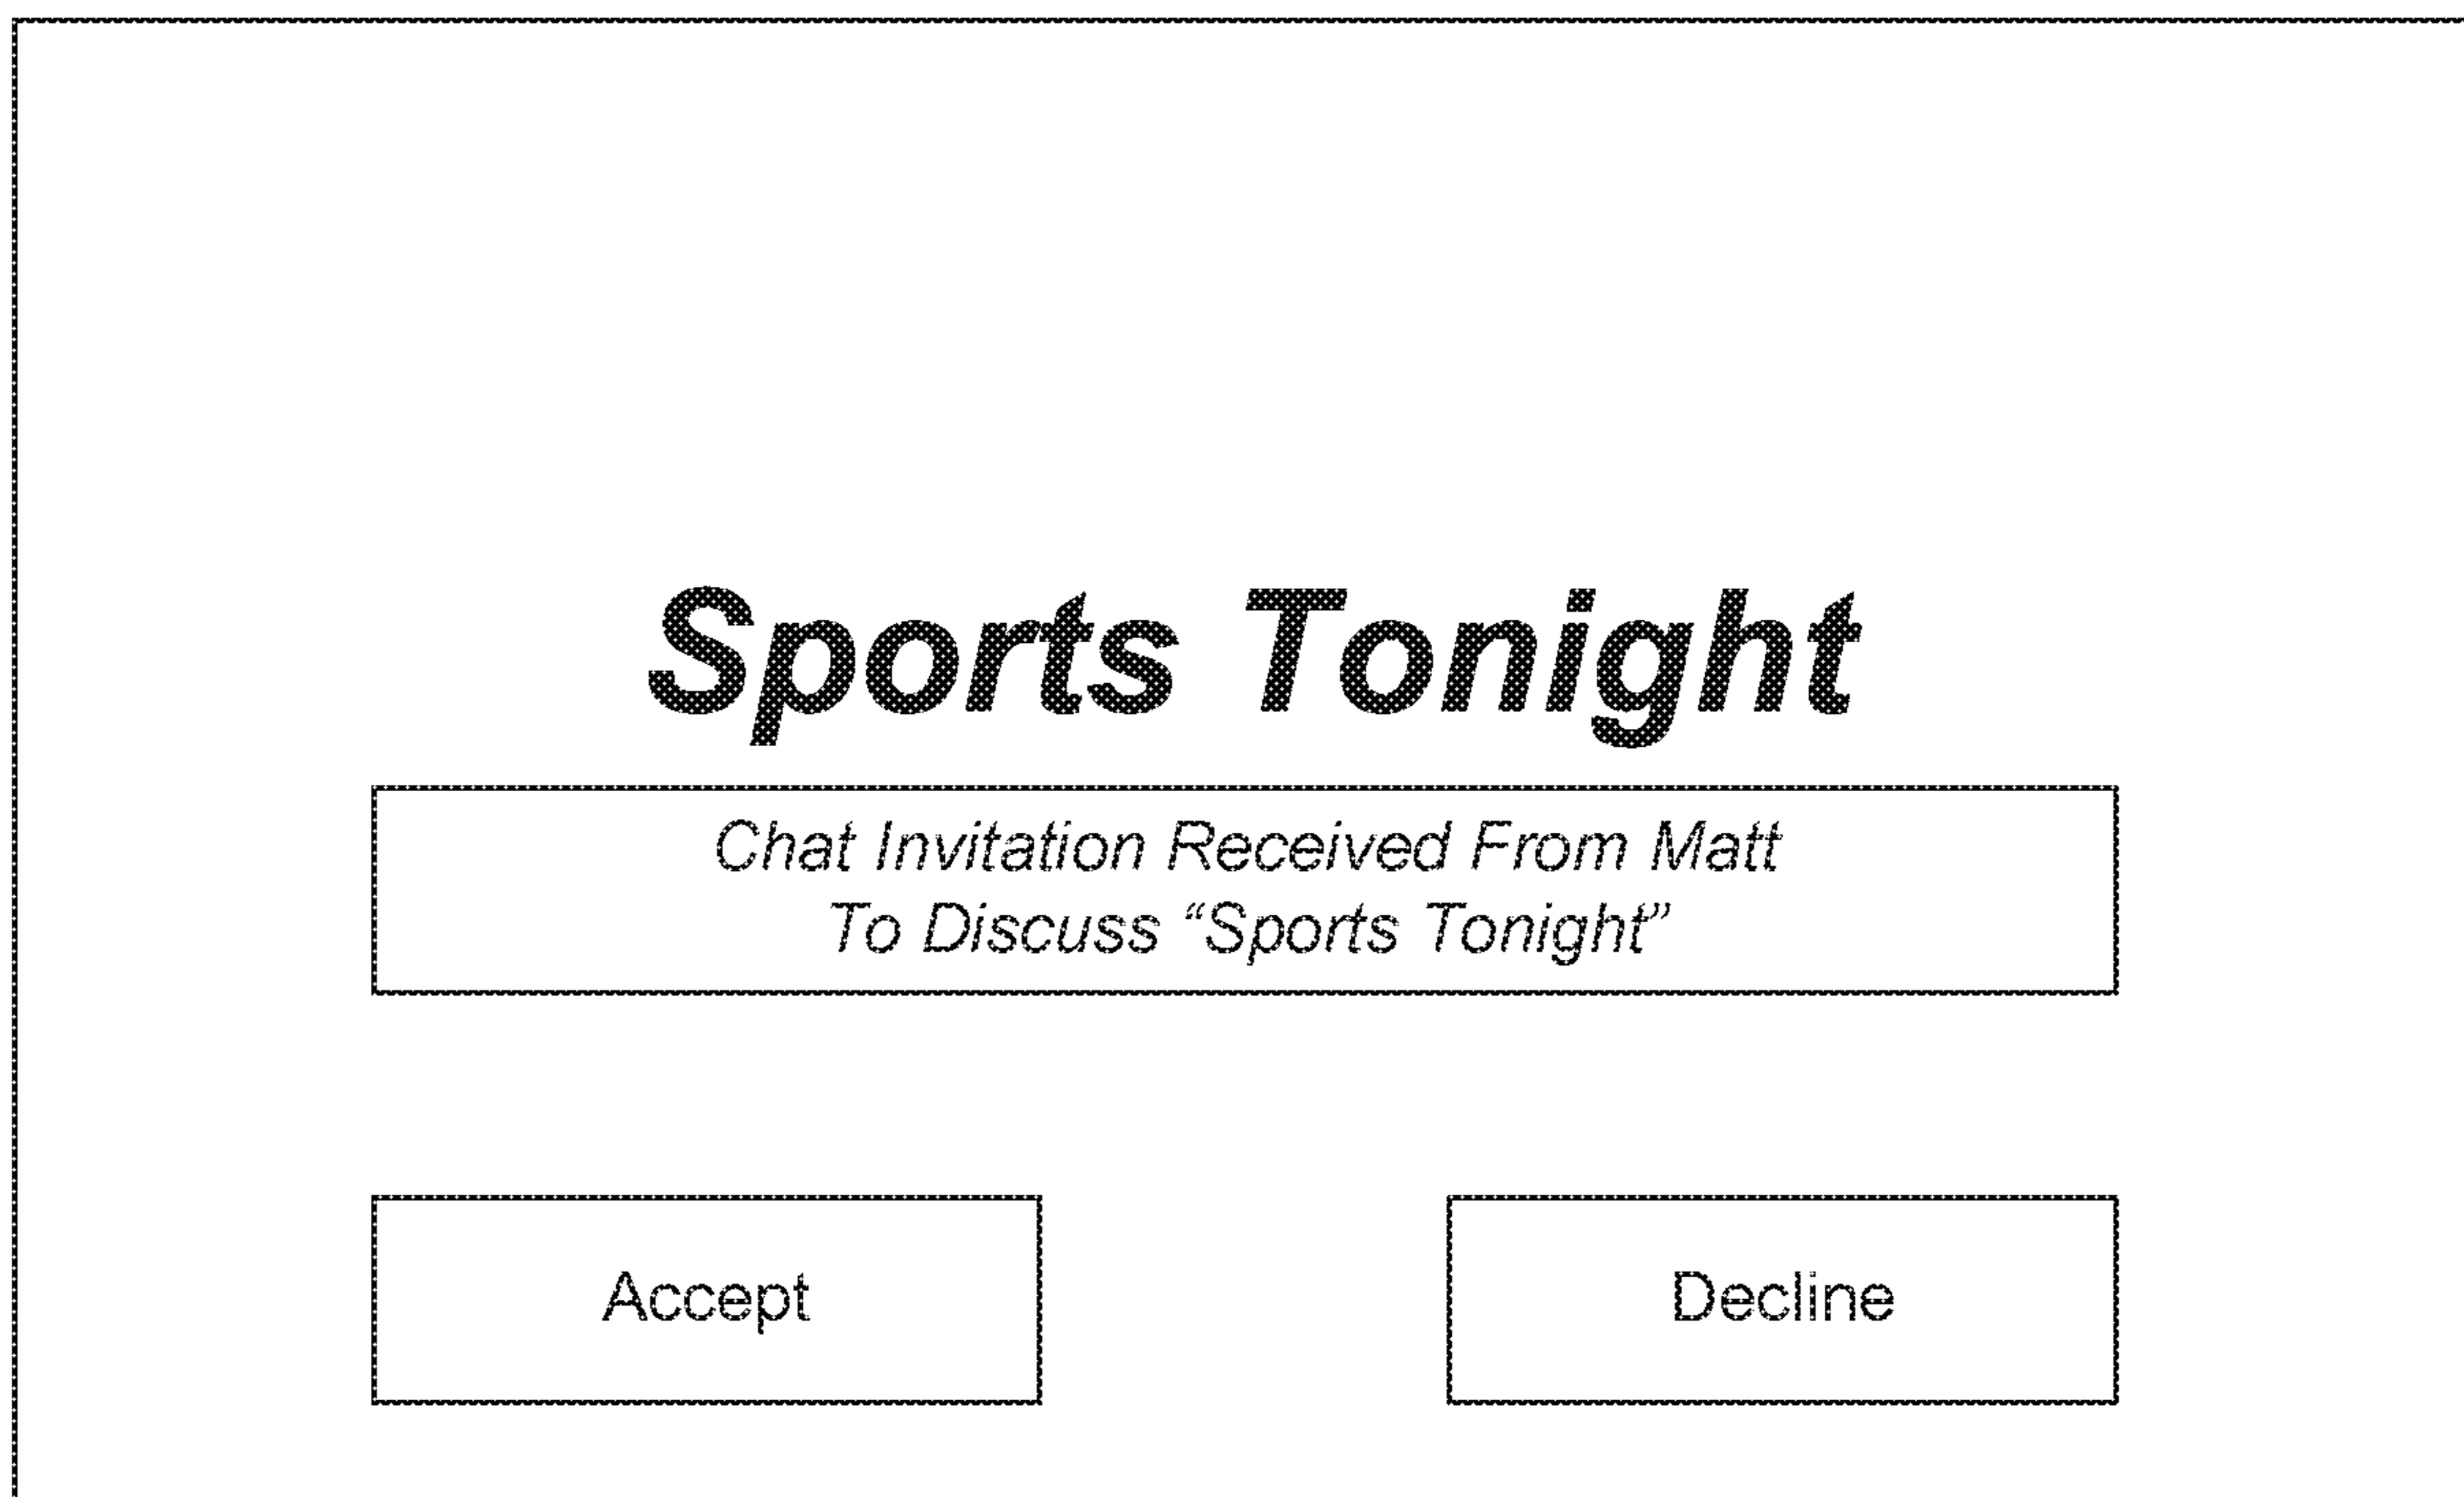 Sports Tonight
Chat Invitation Received From Matt
To Discuss “Sports Tonight”
Accept
Decline